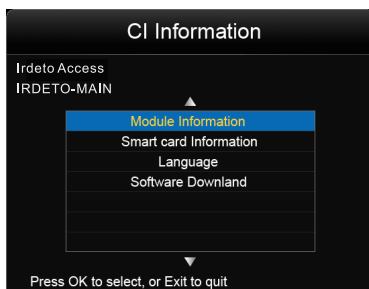 CI Information
Irdeto Access
IRDETO-MAIN
Module Information
Smart card Information
Language
Software Downland
Press OK to select, or Exit to quit